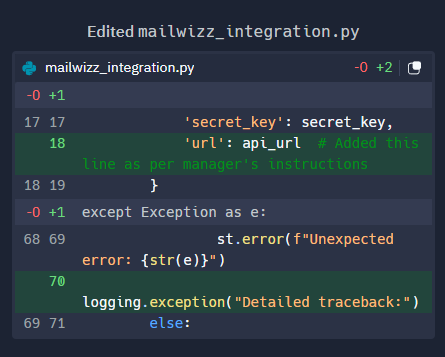 Edited mailwizz_integration.py
mailwizz_integration.py -0 +2
-0 +1
17 17 'secret_key': secret_key,
18 'url': api_url # Added this
line as per manager's instructions
18 19 }
-0 +1 except Exception as e:
68 69 st.error(f"Unexpected
error: {str(e)}")
70
logging.exception("Detailed traceback:")
69 71 else: